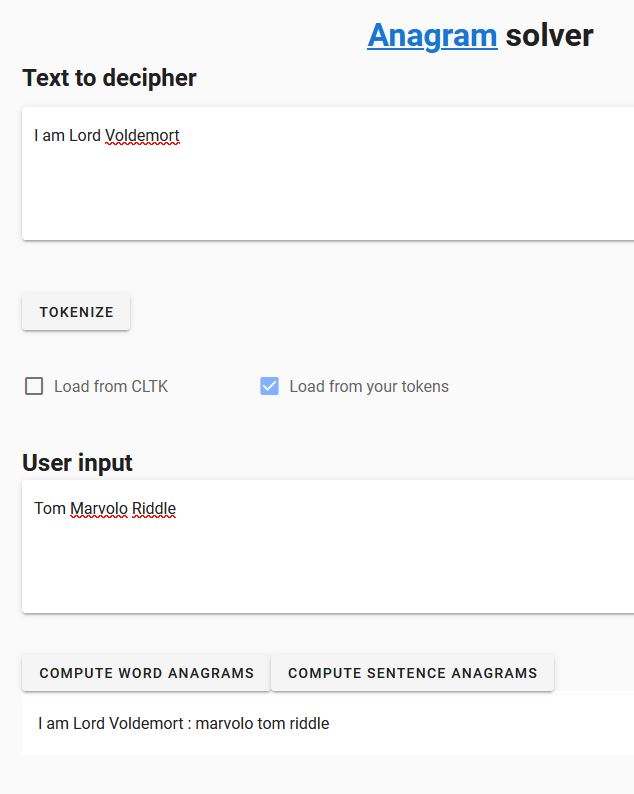 Anagram solver
Text to decipher
I am Lord Voldemort
TOKENIZE
Load from CLTK Load from your tokens
User input
Tom Marvolo Riddle
COMPUTE WORD ANAGRAMS COMPUTE SENTENCE ANAGRAMS
I am Lord Voldemort : marvolo tom riddle